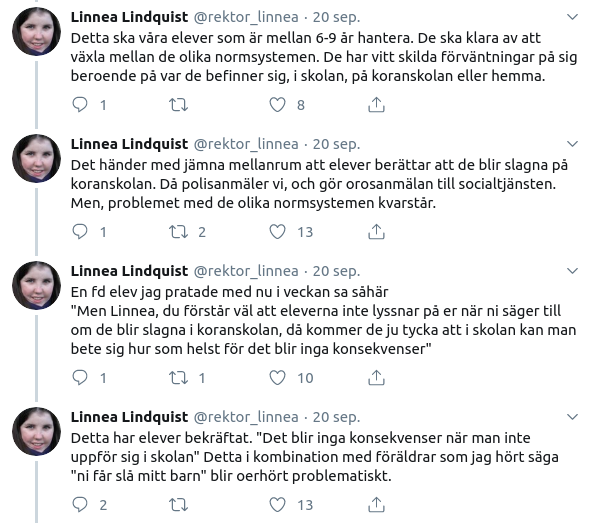 Linnea Lindquist @rektor_linnea · 20 sep.
Detta ska våra elever som är mellan 6-9 år hantera. De ska klara av att
växla mellan de olika normsystemen. De har vitt skilda förväntningar på sig
beroende på var de befinner sig, i skolan, på koranskolan eller hemma.
1 8
Linnea Lindquist @rektor_linnea · 20 sep.
Det händer med jämna mellanrum att elever berättar att de blir slagna på
koranskolan. Då polisanmäler vi, och gör orosanmälan till socialtjänsten.
Men, problemet med de olika normsystemen kvarstår.
1 2 13
Linnea Lindquist @rektor_linnea · 20 sep.
En fd elev jag pratade med nu i veckan sa såhär
"Men Linnea, du förstår väl att eleverna inte lyssnar på er när ni säger till
om de blir slagna i koranskolan, då kommer de ju tycka att i skolan kan man
bete sig hur som helst för det blir inga konsekvenser"
1 1 10
Linnea Lindquist @rektor_linnea · 20 sep.
Detta har elever bekräftat. "Det blir inga konsekvenser när man inte
uppför sig i skolan" Detta i kombination med föräldrar som jag hört säga
"ni får slå mitt barn" blir oerhört problematiskt.
2 13